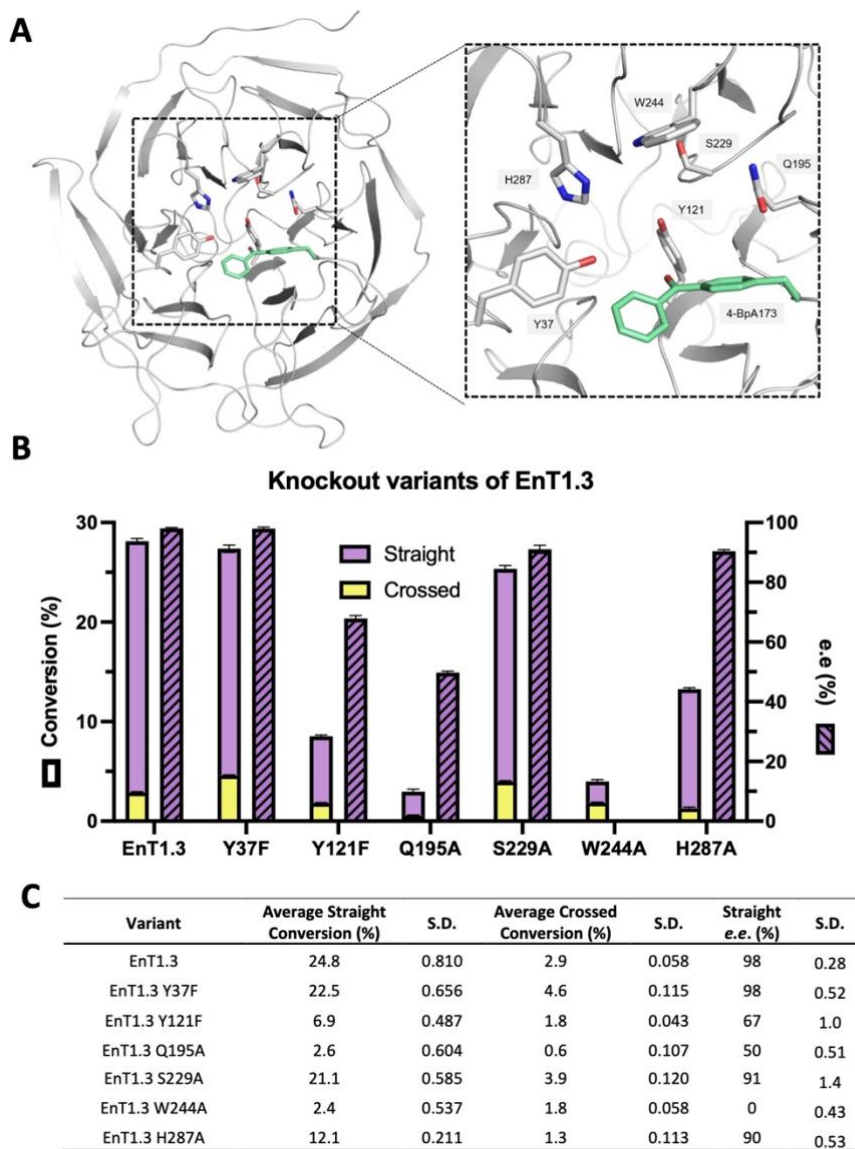 A
W244
S229
Q195
H287
Y121
Y37
4-BpA173
B
Knockout variants of EnT1.3
30
20
10
0
Conversion (%)
Straight
Crossed
100
80
60
40
20
0
e.e (%)
EnT1.3 Y37F Y121F Q195A S229A W244A H287A
C
Variant Average Straight Conversion (%) S.D. Average Crossed Conversion (%) S.D. Straight e.e. (%) S.D.
EnT1.3 24.8 0.810 2.9 0.058 98 0.28
EnT1.3 Y37F 22.5 0.656 4.6 0.115 98 0.52
EnT1.3 Y121F 6.9 0.487 1.8 0.043 67 1.0
EnT1.3 Q195A 2.6 0.604 0.6 0.107 50 0.51
EnT1.3 S229A 21.1 0.585 3.9 0.120 91 1.4
EnT1.3 W244A 2.4 0.537 1.8 0.058 0 0.43
EnT1.3 H287A 12.1 0.211 1.3 0.113 90 0.53